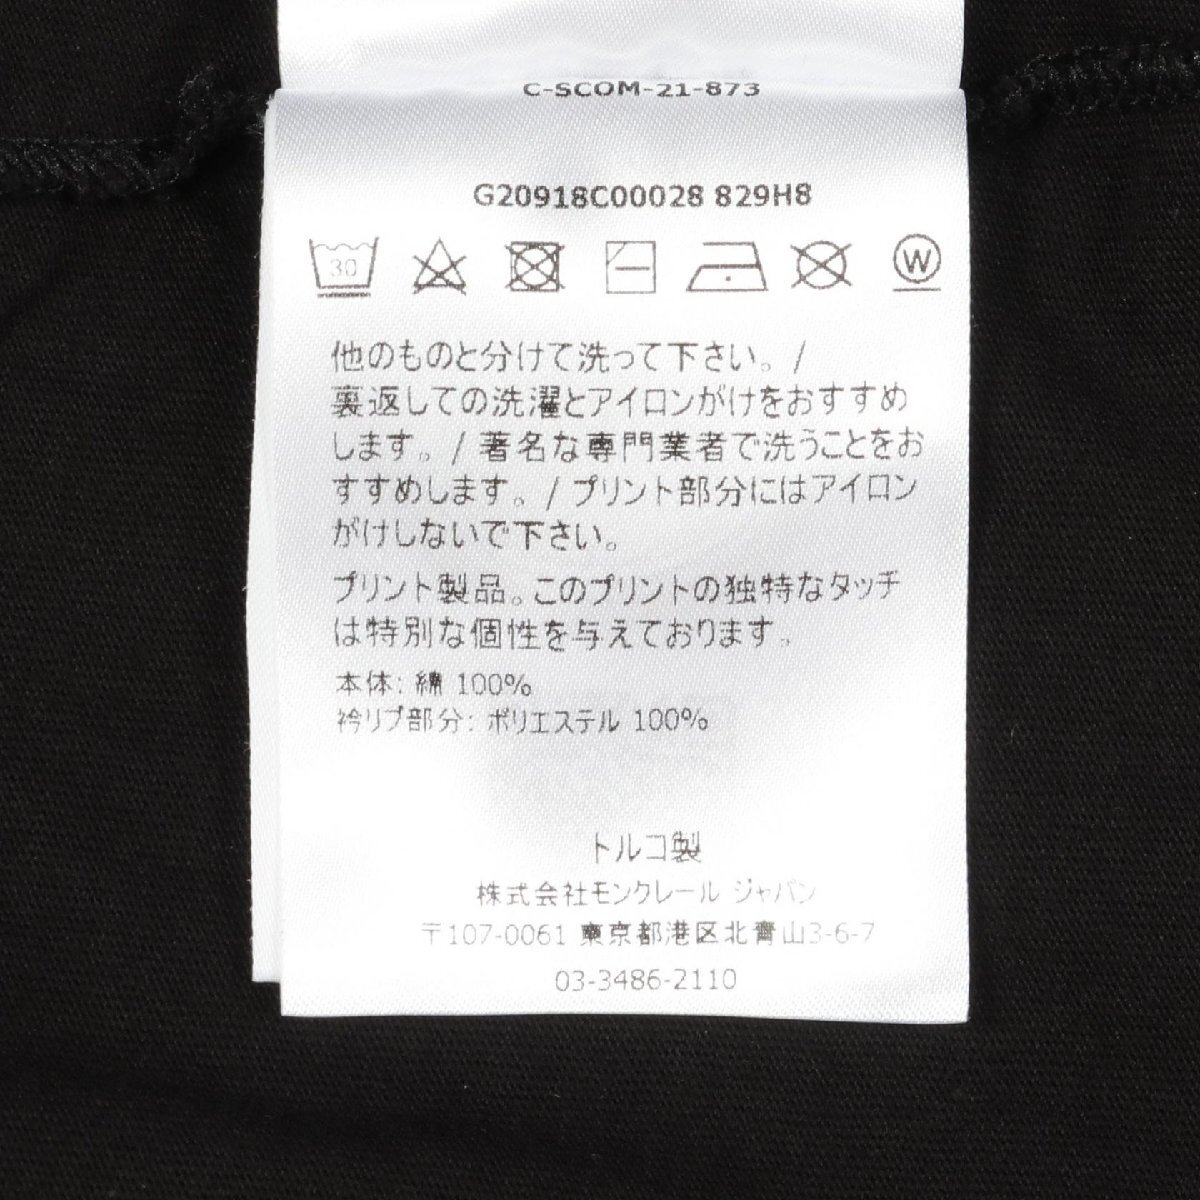 C-SCOM-21-873
G20918C00028 829H8
30
W
他のものと分けて洗って下さい。/
裏返しての洗濯とアイロンがけをおすすめ
します。/ 著名な専門業者で洗うことをお
すすめします。/ プリント部分にはアイロン
がけしないで下さい。
プリント製品。このプリントの独特なタッチ
は特別な個性を与えております。
本体: 綿 100%
衿リブ部分: ポリエステル 100%
トルコ製
株式会社モンクレール ジャパン
〒107-0061 東京都港区北青山3-6-7
03-3486-2110